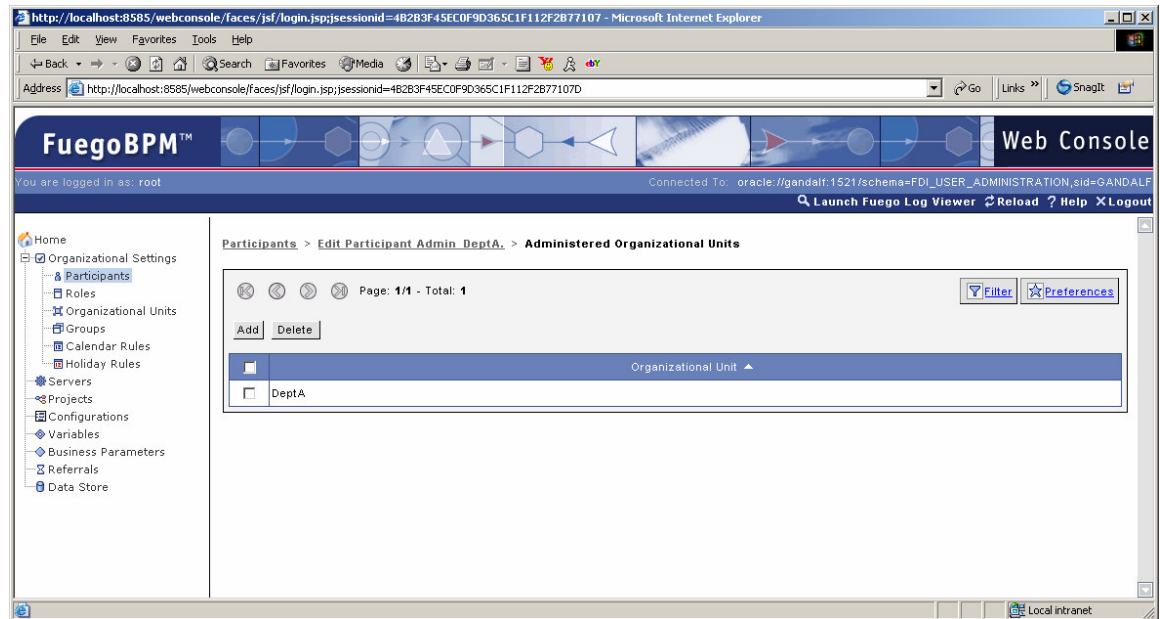 http://localhost:8585/webconsole/faces/jsf/login.jsp;jsessionid=4B2B3F45EC0F9D365C1F112F2B77107 - Microsoft Internet Explorer
File Edit View Favorites Tools Help
Back Search Favorites Media
Address http://localhost:8585/webconsole/faces/jsf/login.jsp;jsessionid=4B2B3F45EC0F9D365C1F112F2B77107D Go Links » SnagIt
FuegoBPM™ Web Console
You are logged in as: root Connected To: oracle://gandalf:1521/schema=FDI_USER_ADMINISTRATION,sid=GANDALF
Launch Fuego Log Viewer Reload ? Help X Logout
Home
Organizational Settings
Participants
Roles
Organizational Units
Groups
Calendar Rules
Holiday Rules
Servers
Projects
Configurations
Variables
Business Parameters
Referrals
Data Store
Participants > Edit Participant Admin DeptA. > Administered Organizational Units
Page: 1/1 - Total: 1 Filter Preferences
Add Delete
Organizational Unit
DeptA
Local intranet